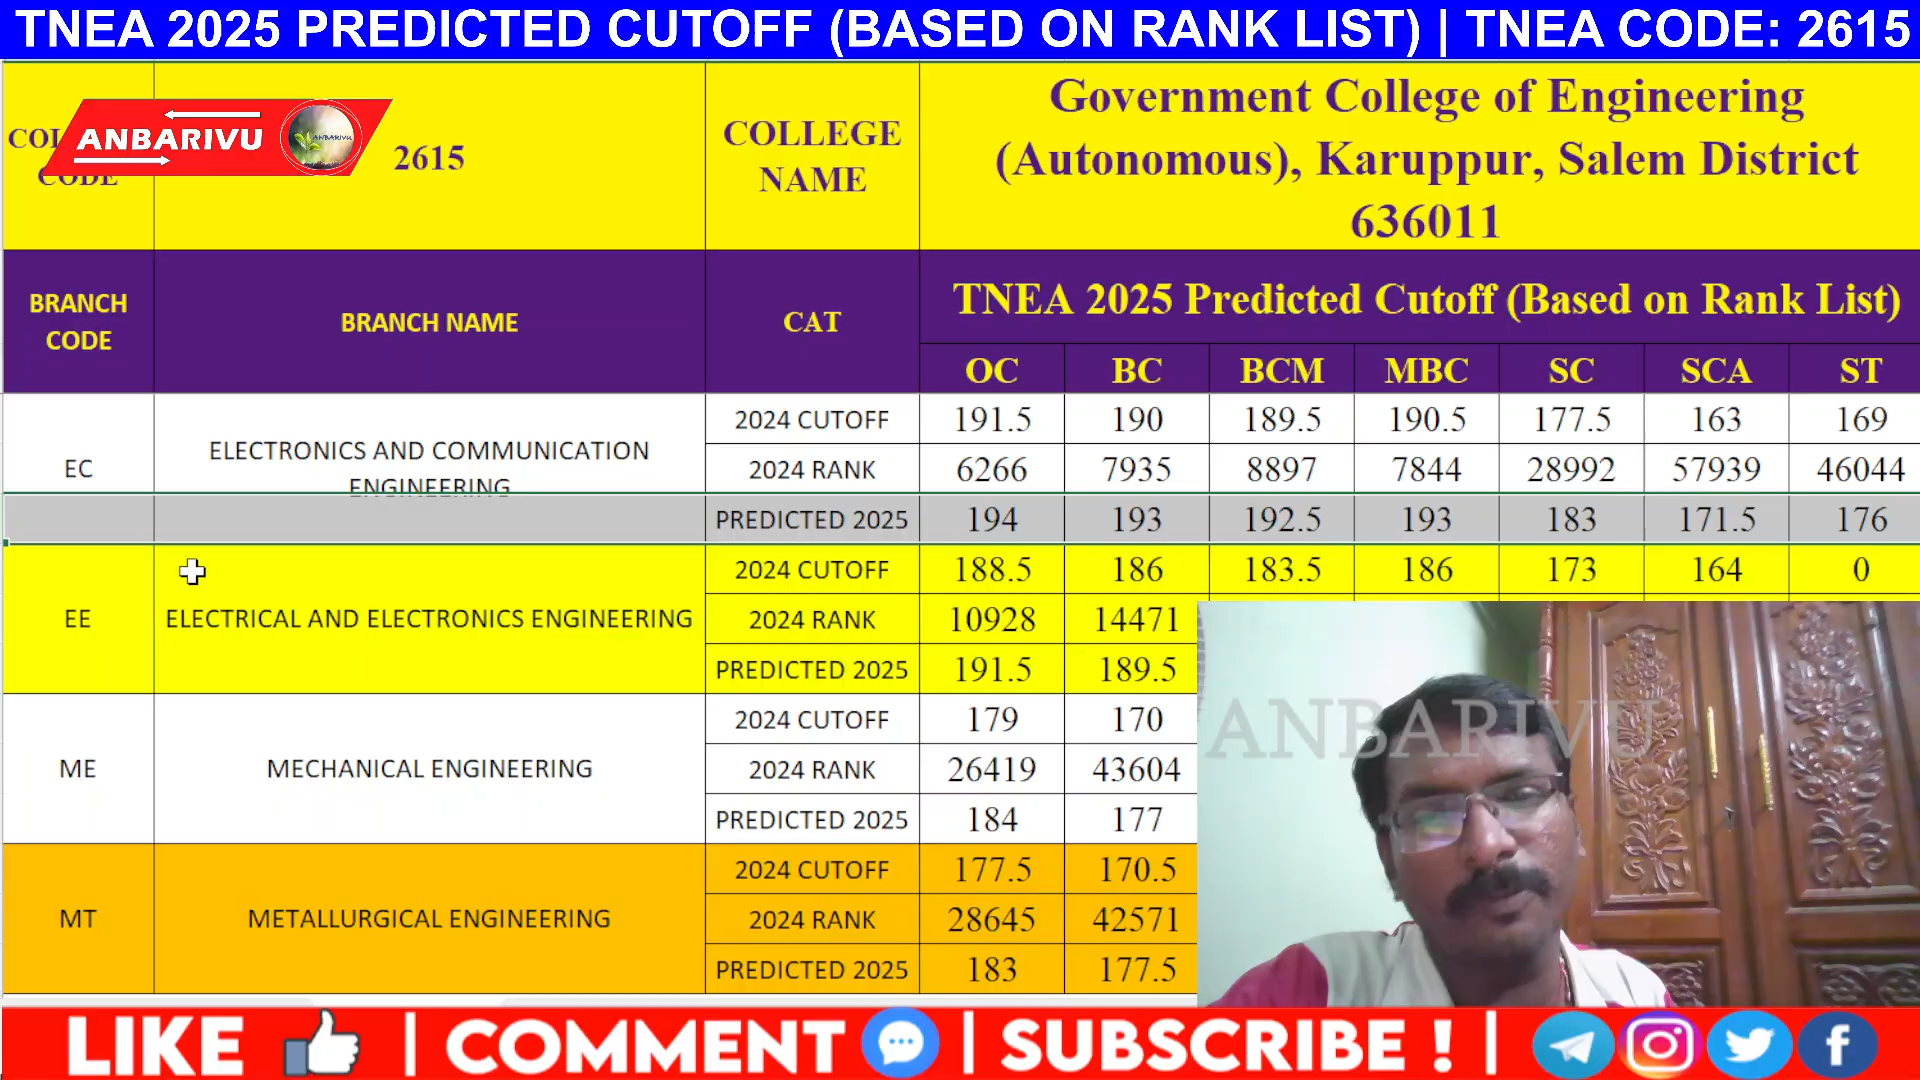 TNEA 2025 PREDICTED CUTOFF (BASED ON RANK LIST) | TNEA CODE: 2615
ANBARIVU
ANBARIVU
CODE
2615
COLLEGE
NAME
Government College of Engineering
(Autonomous), Karuppur, Salem District
636011
BRANCH
CODE
BRANCH NAME
CAT
TNEA 2025 Predicted Cutoff (Based on Rank List)
OC BC BCM MBC SC SCA ST
EC
ELECTRONICS AND COMMUNICATION
ENGINEERING
2024 CUTOFF 191.5 190 189.5 190.5 177.5 163 169
2024 RANK 6266 7935 8897 7844 28992 57939 46044
PREDICTED 2025 194 193 192.5 193 183 171.5 176
EE
ELECTRICAL AND ELECTRONICS ENGINEERING
2024 CUTOFF 188.5 186 183.5 186 173 164 0
2024 RANK 10928 14471
PREDICTED 2025 191.5 189.5
ME
MECHANICAL ENGINEERING
2024 CUTOFF 179 170
2024 RANK 26419 43604
PREDICTED 2025 184 177
MT
METALLURGICAL ENGINEERING
2024 CUTOFF 177.5 170.5
2024 RANK 28645 42571
PREDICTED 2025 183 177.5
ANBARIVU
LIKE | COMMENT | SUBSCRIBE ! |